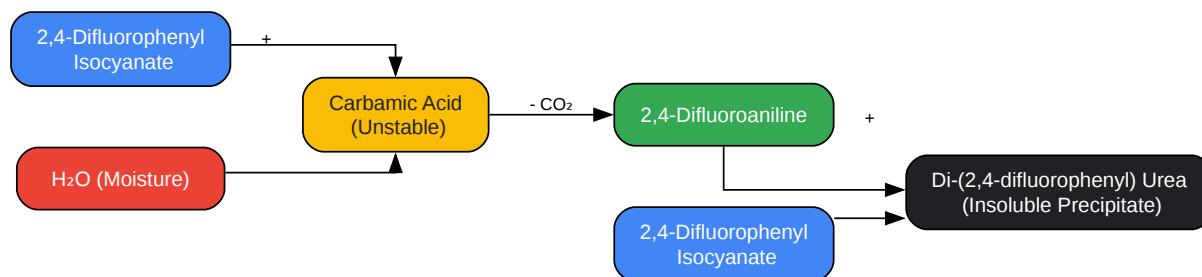 2,4-Difluorophenyl
Isocyanate
+
H₂O (Moisture)
Carbamic Acid
(Unstable)
- CO₂
2,4-Difluoroaniline
+
2,4-Difluorophenyl
Isocyanate
Di-(2,4-difluorophenyl) Urea
(Insoluble Precipitate)